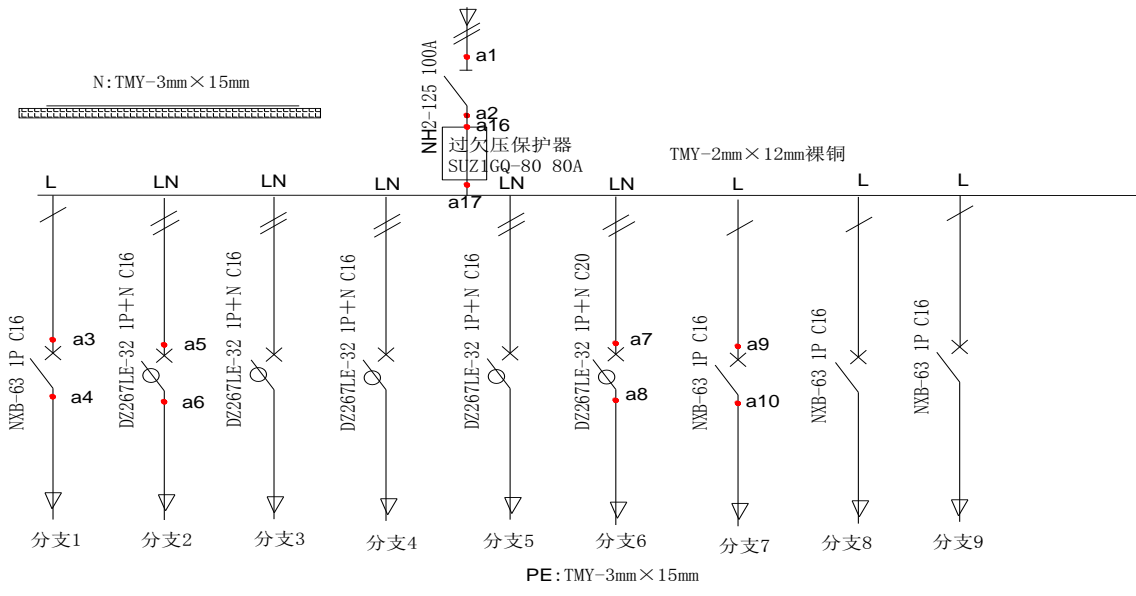 a1
N:TMY-3mm×15mm
NH2-125 100A
a2
a16
过欠压保护器
SUZ1GQ-80 80A
TMY-2mm×12mm裸铜
a17
L
LN
LN
LN
LN
LN
L
L
L
NXB-63 1P C16
a3
a4
DZ267LE-32 1P+N C16
a5
a6
DZ267LE-32 1P+N C16
DZ267LE-32 1P+N C16
DZ267LE-32 1P+N C16
DZ267LE-32 1P+N C20
a7
a8
NXB-63 1P C16
a9
a10
NXB-63 1P C16
NXB-63 1P C16
分支1
分支2
分支3
分支4
分支5
分支6
分支7
分支8
分支9
PE:TMY-3mm×15mm